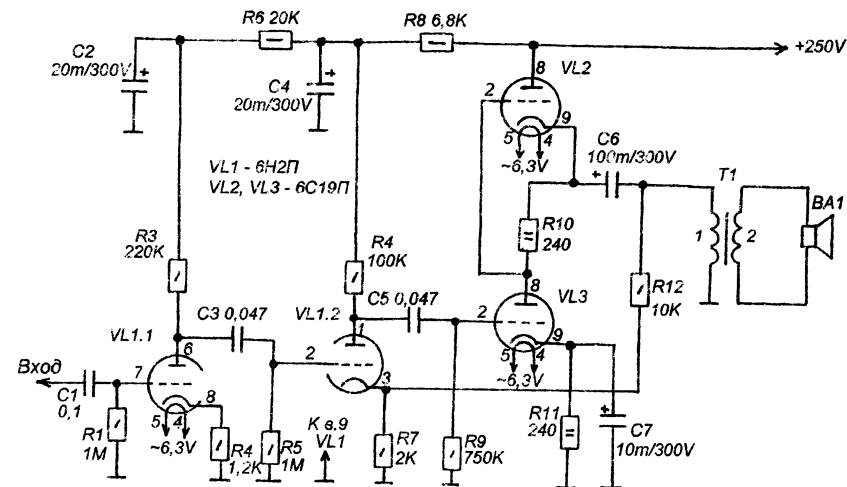 R6 20K
R8 6,8K
+250V
C2
20m/300V
C4
20m/300V
8
VL2
2
9
5
4
~6,3V
C6
100m/300V
T1
BA1
VL1 - 6Н2П
VL2, VL3 - 6С19П
R3
220K
R4
100K
R10
240
1
2
R12
10K
C3 0,047
C5 0,047
8
VL3
VL1.1
VL1.2
6
1
2
2
9
5
4
~6,3V
Вход
7
3
C1
0,1
8
5
4
~6,3V
R1
1M
R4
1,2K
R5
1M
К в.9
VL1
R7
2K
R9
750K
R11
240
C7
10m/300V